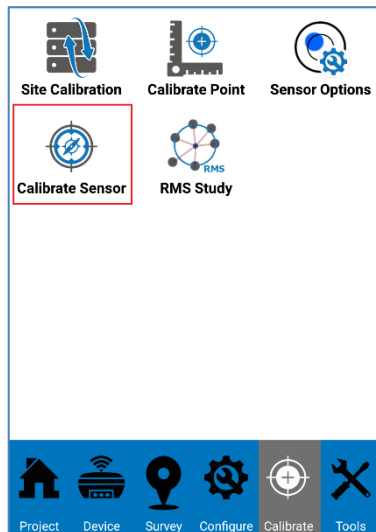 Site Calibration
Calibrate Point
Sensor Options
Calibrate Sensor
RMS
RMS Study
Project
Device
Survey
Configure
Calibrate
Tools